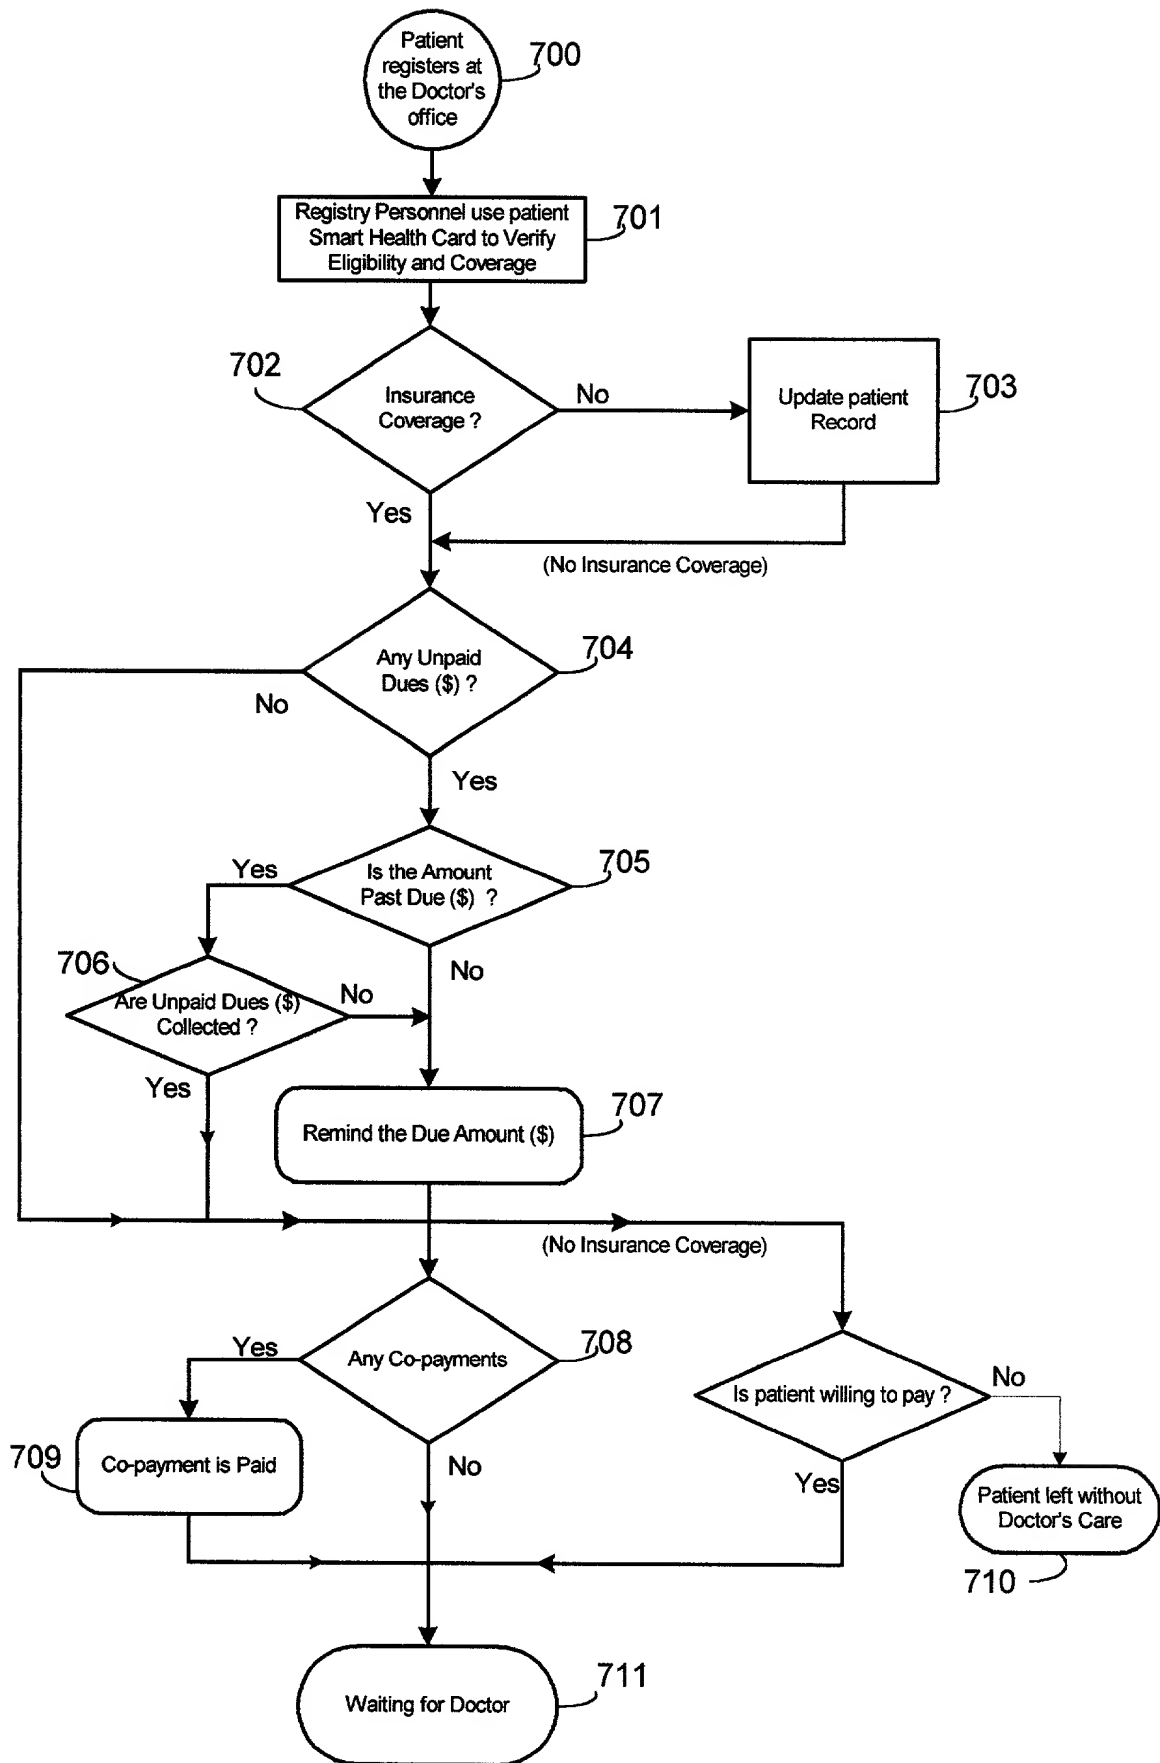 Patient
registers at
the Doctor's
office
700
Registry Personnel use patient
Smart Health Card to Verify
Eligibility and Coverage
701
702
Insurance
Coverage ?
No
Update patient
Record
703
Yes
(No Insurance Coverage)
Any Unpaid
Dues ($) ?
704
No
Yes
Is the Amount
Past Due ($) ?
705
Yes
No
706
Are Unpaid Dues ($)
Collected ?
No
Yes
Remind the Due Amount ($)
707
(No Insurance Coverage)
Any Co-payments
708
Yes
No
Is patient willing to pay ?
No
Yes
709
Co-payment is Paid
Patient left without
Doctor's Care
710
Waiting for Doctor
711